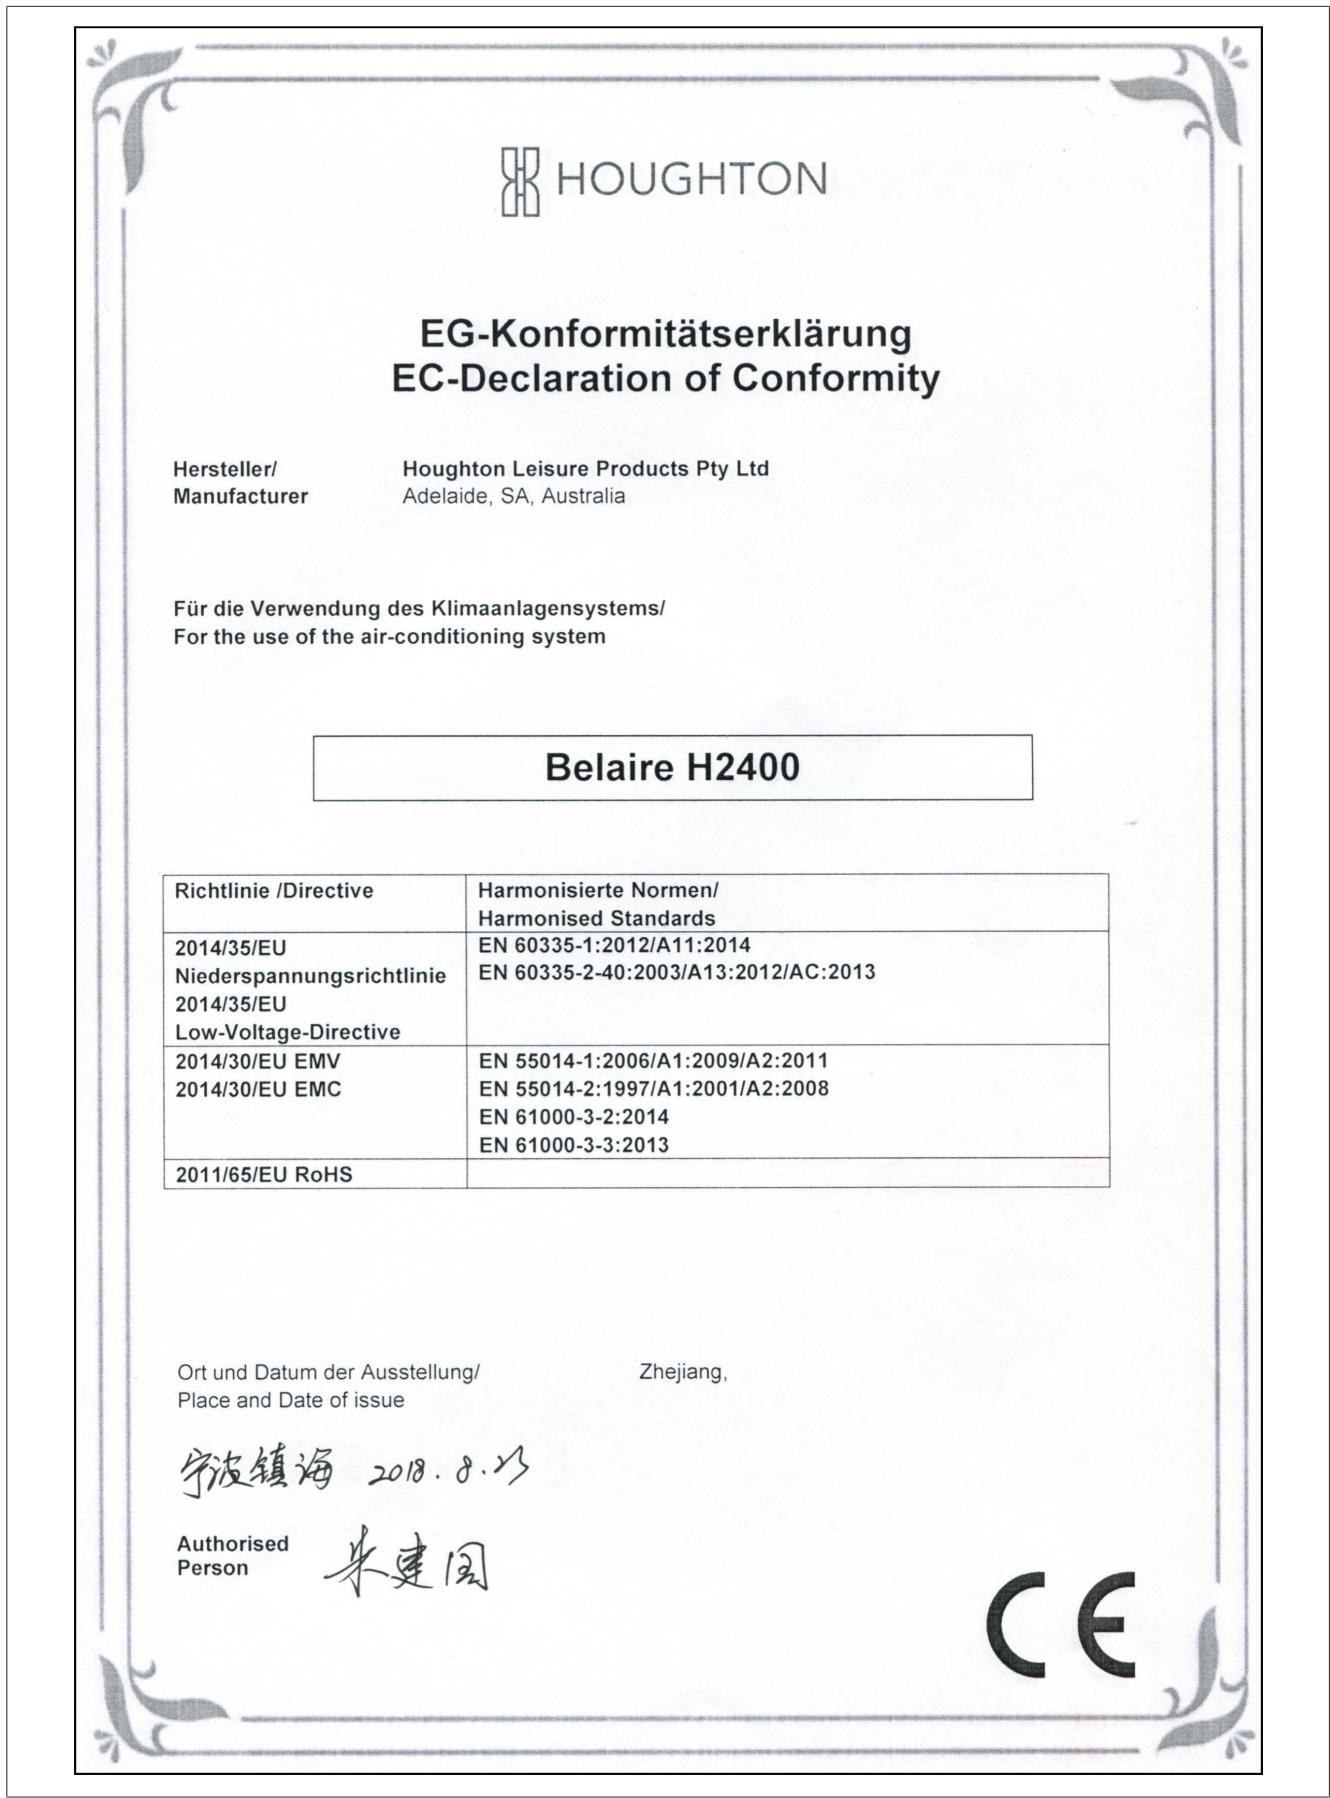 HOUGHTON
EG-Konformitätserklärung
EC-Declaration of Conformity
Hersteller/
Manufacturer
Houghton Leisure Products Pty Ltd
Adelaide, SA, Australia
Für die Verwendung des Klimaanlagensystems/
For the use of the air-conditioning system
Belaire H2400
Richtlinie /Directive
Harmonisierte Normen/
Harmonised Standards
2014/35/EU
Niederspannungsrichtlinie
2014/35/EU
Low-Voltage-Directive
EN 60335-1:2012/A11:2014
EN 60335-2-40:2003/A13:2012/AC:2013
2014/30/EU EMV
2014/30/EU EMC
EN 55014-1:2006/A1:2009/A2:2011
EN 55014-2:1997/A1:2001/A2:2008
EN 61000-3-2:2014
EN 61000-3-3:2013
2011/65/EU RoHS
Ort und Datum der Ausstellung/
Place and Date of issue
Zhejiang,
宁波镇海 2018.8.23
Authorised
Person
朱建国
CE